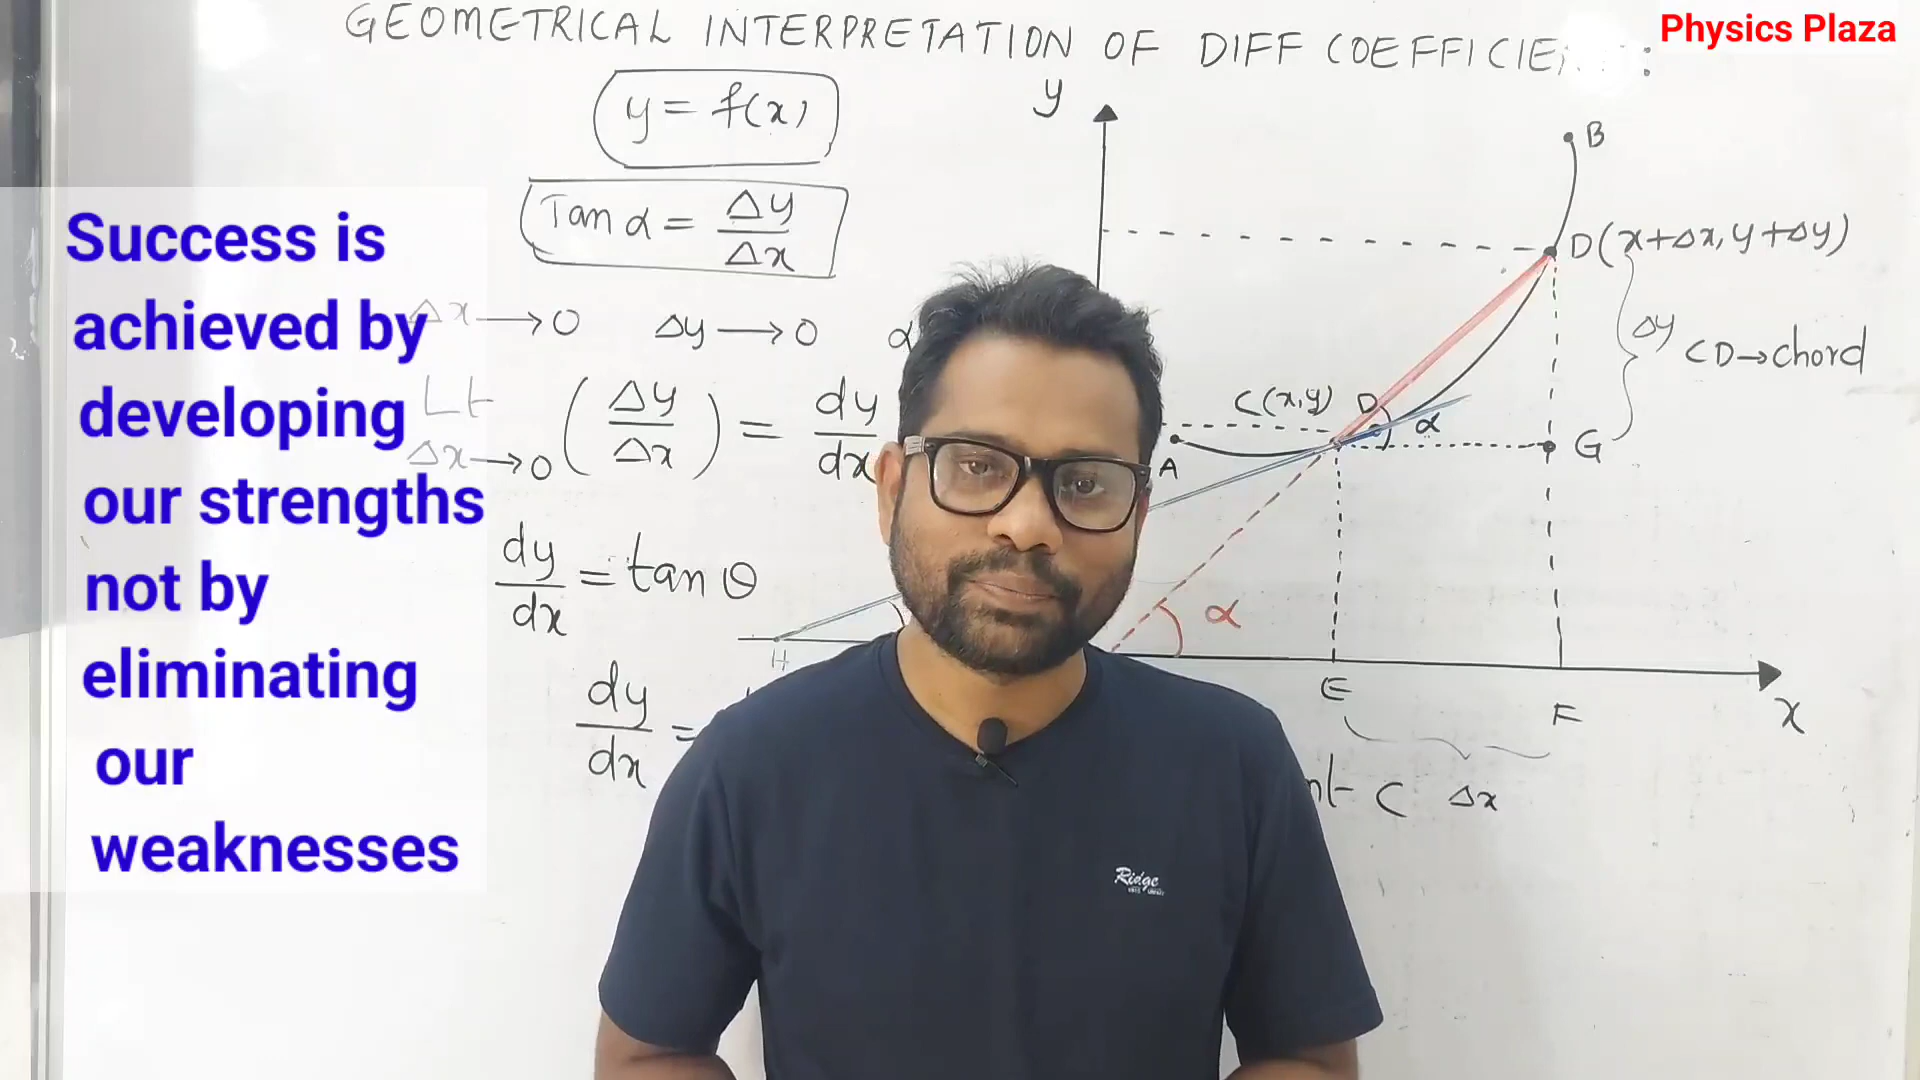 GEOMETRICAL INTERPRETATION OF DIFF COEFFICIE :
Physics Plaza
y = f(x)
Tan α = Δy/Δx
Δx → 0 Δy → 0 α
Lt Δx → 0 (Δy/Δx) = dy/dx
dy/dx = tan θ
dy/dx =
Success is
achieved by
developing
our strengths
not by
eliminating
our
weaknesses
y
B
D(x+Δx, y+Δy)
Δy
CD→chord
C(x,y) D
α
G
A
α
H
E
F
x
nt C Δx
Ridge